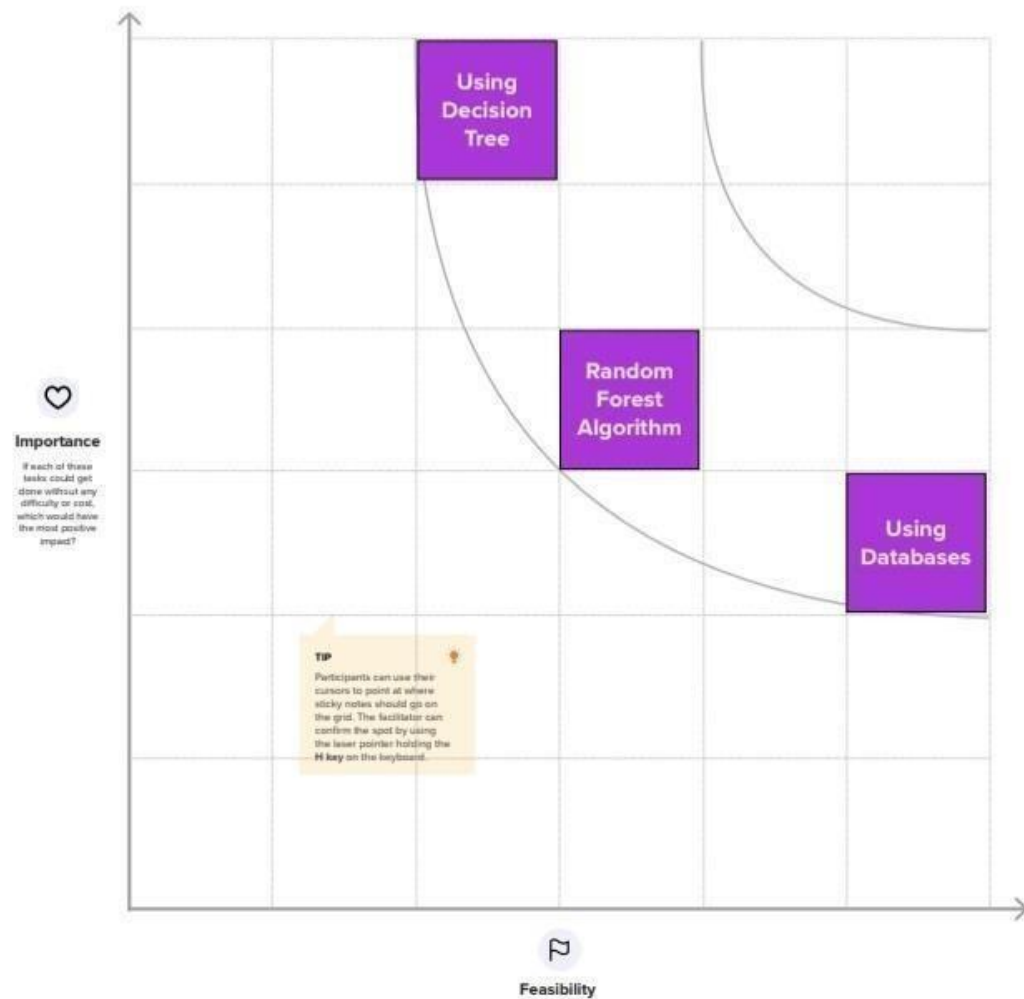 Using
Decision
Tree
Random
Forest
Algorithm
Using
Databases
Importance
If each of these
tasks could get
done without any
difficulty or cost,
which would have
the most positive
impact?
TIP
Participants can use their
cursors to point at where
sticky notes should go on
the grid. The facilitator can
confirm the spot by using
the laser pointer holding the
H key on the keyboard.
Feasibility